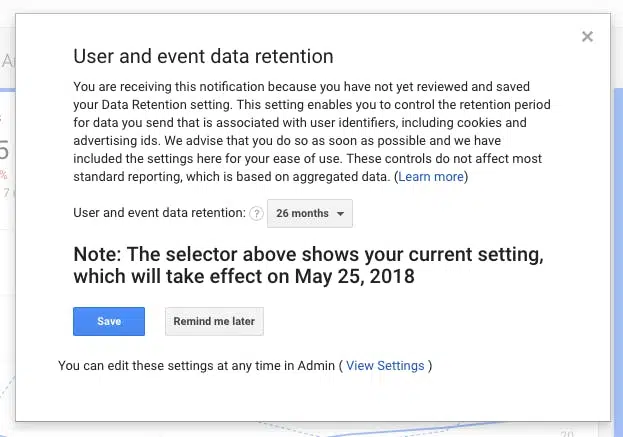 User and event data retention
You are receiving this notification because you have not yet reviewed and saved
your Data Retention setting. This setting enables you to control the retention period
for data you send that is associated with user identifiers, including cookies and
advertising ids. We advise that you do so as soon as possible and we have
included the settings here for your ease of use. These controls do not affect most
standard reporting, which is based on aggregated data. (Learn more)
User and event data retention: ? 26 months
Note: The selector above shows your current setting,
which will take effect on May 25, 2018
Save Remind me later
You can edit these settings at any time in Admin ( View Settings )
20